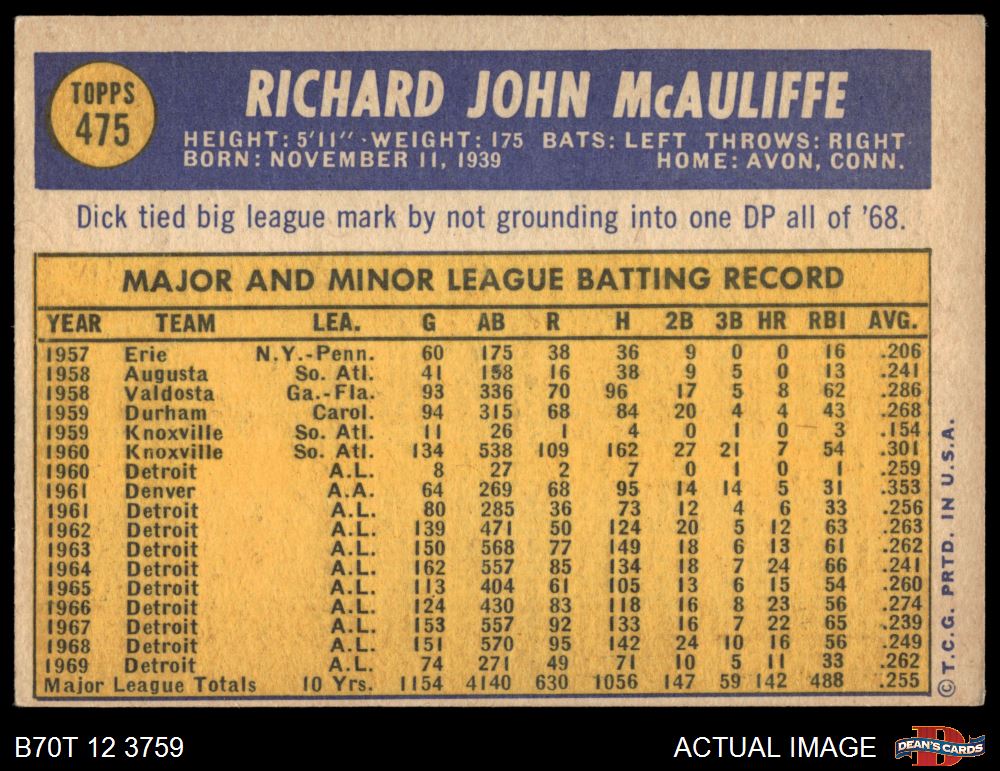 TOPPS
475
RICHARD JOHN McAULIFFE
HEIGHT: 5'11" · WEIGHT: 175 BATS: LEFT THROWS: RIGHT
BORN: NOVEMBER 11, 1939 HOME: AVON, CONN.
Dick tied big league mark by not grounding into one DP all of '68.
MAJOR AND MINOR LEAGUE BATTING RECORD
YEAR TEAM LEA. G AB R H 2B 3B HR RBI AVG.
1957 Erie N.Y.-Penn. 60 175 38 36 9 0 0 16 .206
1958 Augusta So. Atl. 41 158 16 38 9 5 0 13 .241
1958 Valdosta Ga.-Fla. 93 336 70 96 17 5 8 62 .286
1959 Durham Carol. 94 315 68 84 20 4 4 43 .268
1959 Knoxville So. Atl. 11 26 1 4 0 1 0 3 .154
1960 Knoxville So. Atl. 134 538 109 162 27 21 7 54 .301
1960 Detroit A.L. 8 27 2 7 0 1 0 1 .259
1961 Denver A.A. 64 269 68 95 14 14 5 31 .353
1961 Detroit A.L. 80 285 36 73 12 4 6 33 .256
1962 Detroit A.L. 139 471 50 124 20 5 12 63 .263
1963 Detroit A.L. 150 568 77 149 18 6 13 61 .262
1964 Detroit A.L. 162 557 85 134 18 7 24 66 .241
1965 Detroit A.L. 113 404 61 105 13 6 15 54 .260
1966 Detroit A.L. 124 430 83 118 16 8 23 56 .274
1967 Detroit A.L. 153 557 92 133 16 7 22 65 .239
1968 Detroit A.L. 151 570 95 142 24 10 16 56 .249
1969 Detroit A.L. 74 271 49 71 10 5 11 33 .262
Major League Totals 10 Yrs. 1154 4140 630 1056 147 59 142 488 .255
© T.C.G. PRTD. IN U.S.A.
B70T 12 3759 ACTUAL IMAGE
D
DEAN'S CARDS